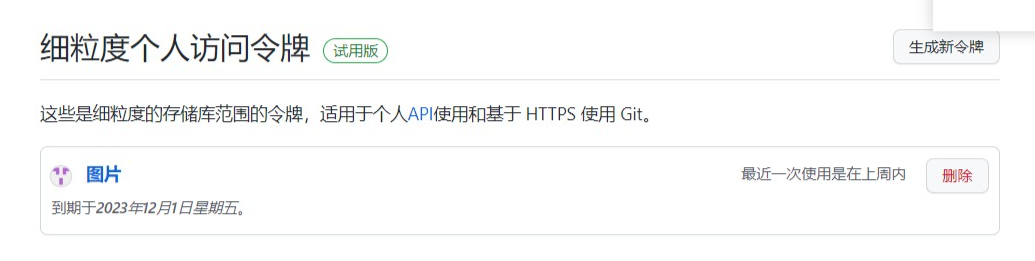 细粒度个人访问令牌 试用版 生成新令牌
这些是细粒度的存储库范围的令牌，适用于个人API使用和基于 HTTPS 使用 Git。
图片 最近一次使用是在上周内 删除
到期于2023年12月1日星期五。